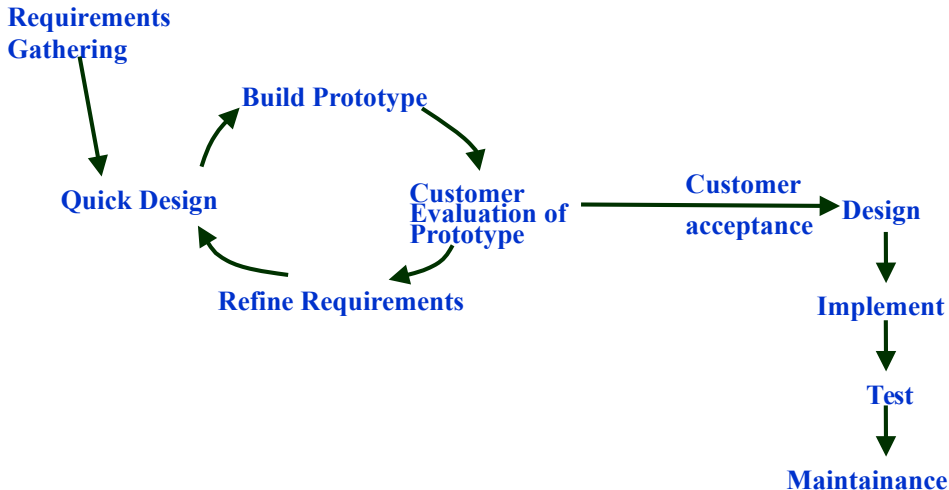 Requirements
Gathering
Build Prototype
Quick Design
Customer
Evaluation of
Prototype
Refine Requirements
Customer
acceptance
Design
Implement
Test
Maintainance